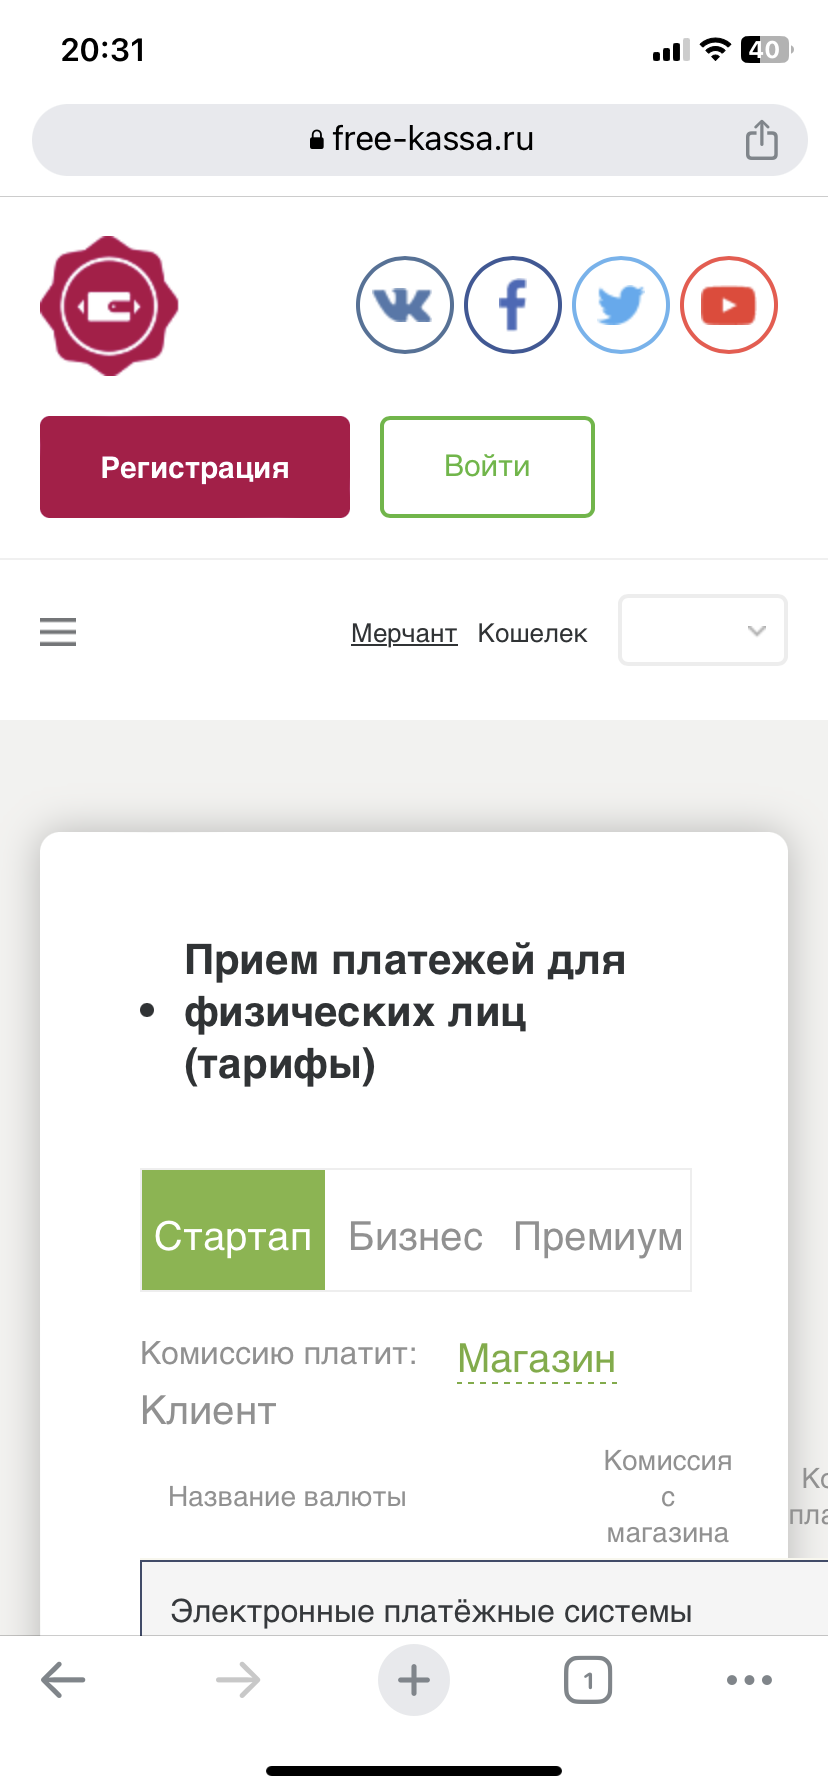 20:31
40
free-kassa.ru
Регистрация
Войти
Мерчант Кошелек
Прием платежей для
физических лиц
(тарифы)
Стартап Бизнес Премиум
Комиссию платит: Магазин
Клиент
Название валюты
Комиссия
с
магазина
Электронные платёжные системы
1